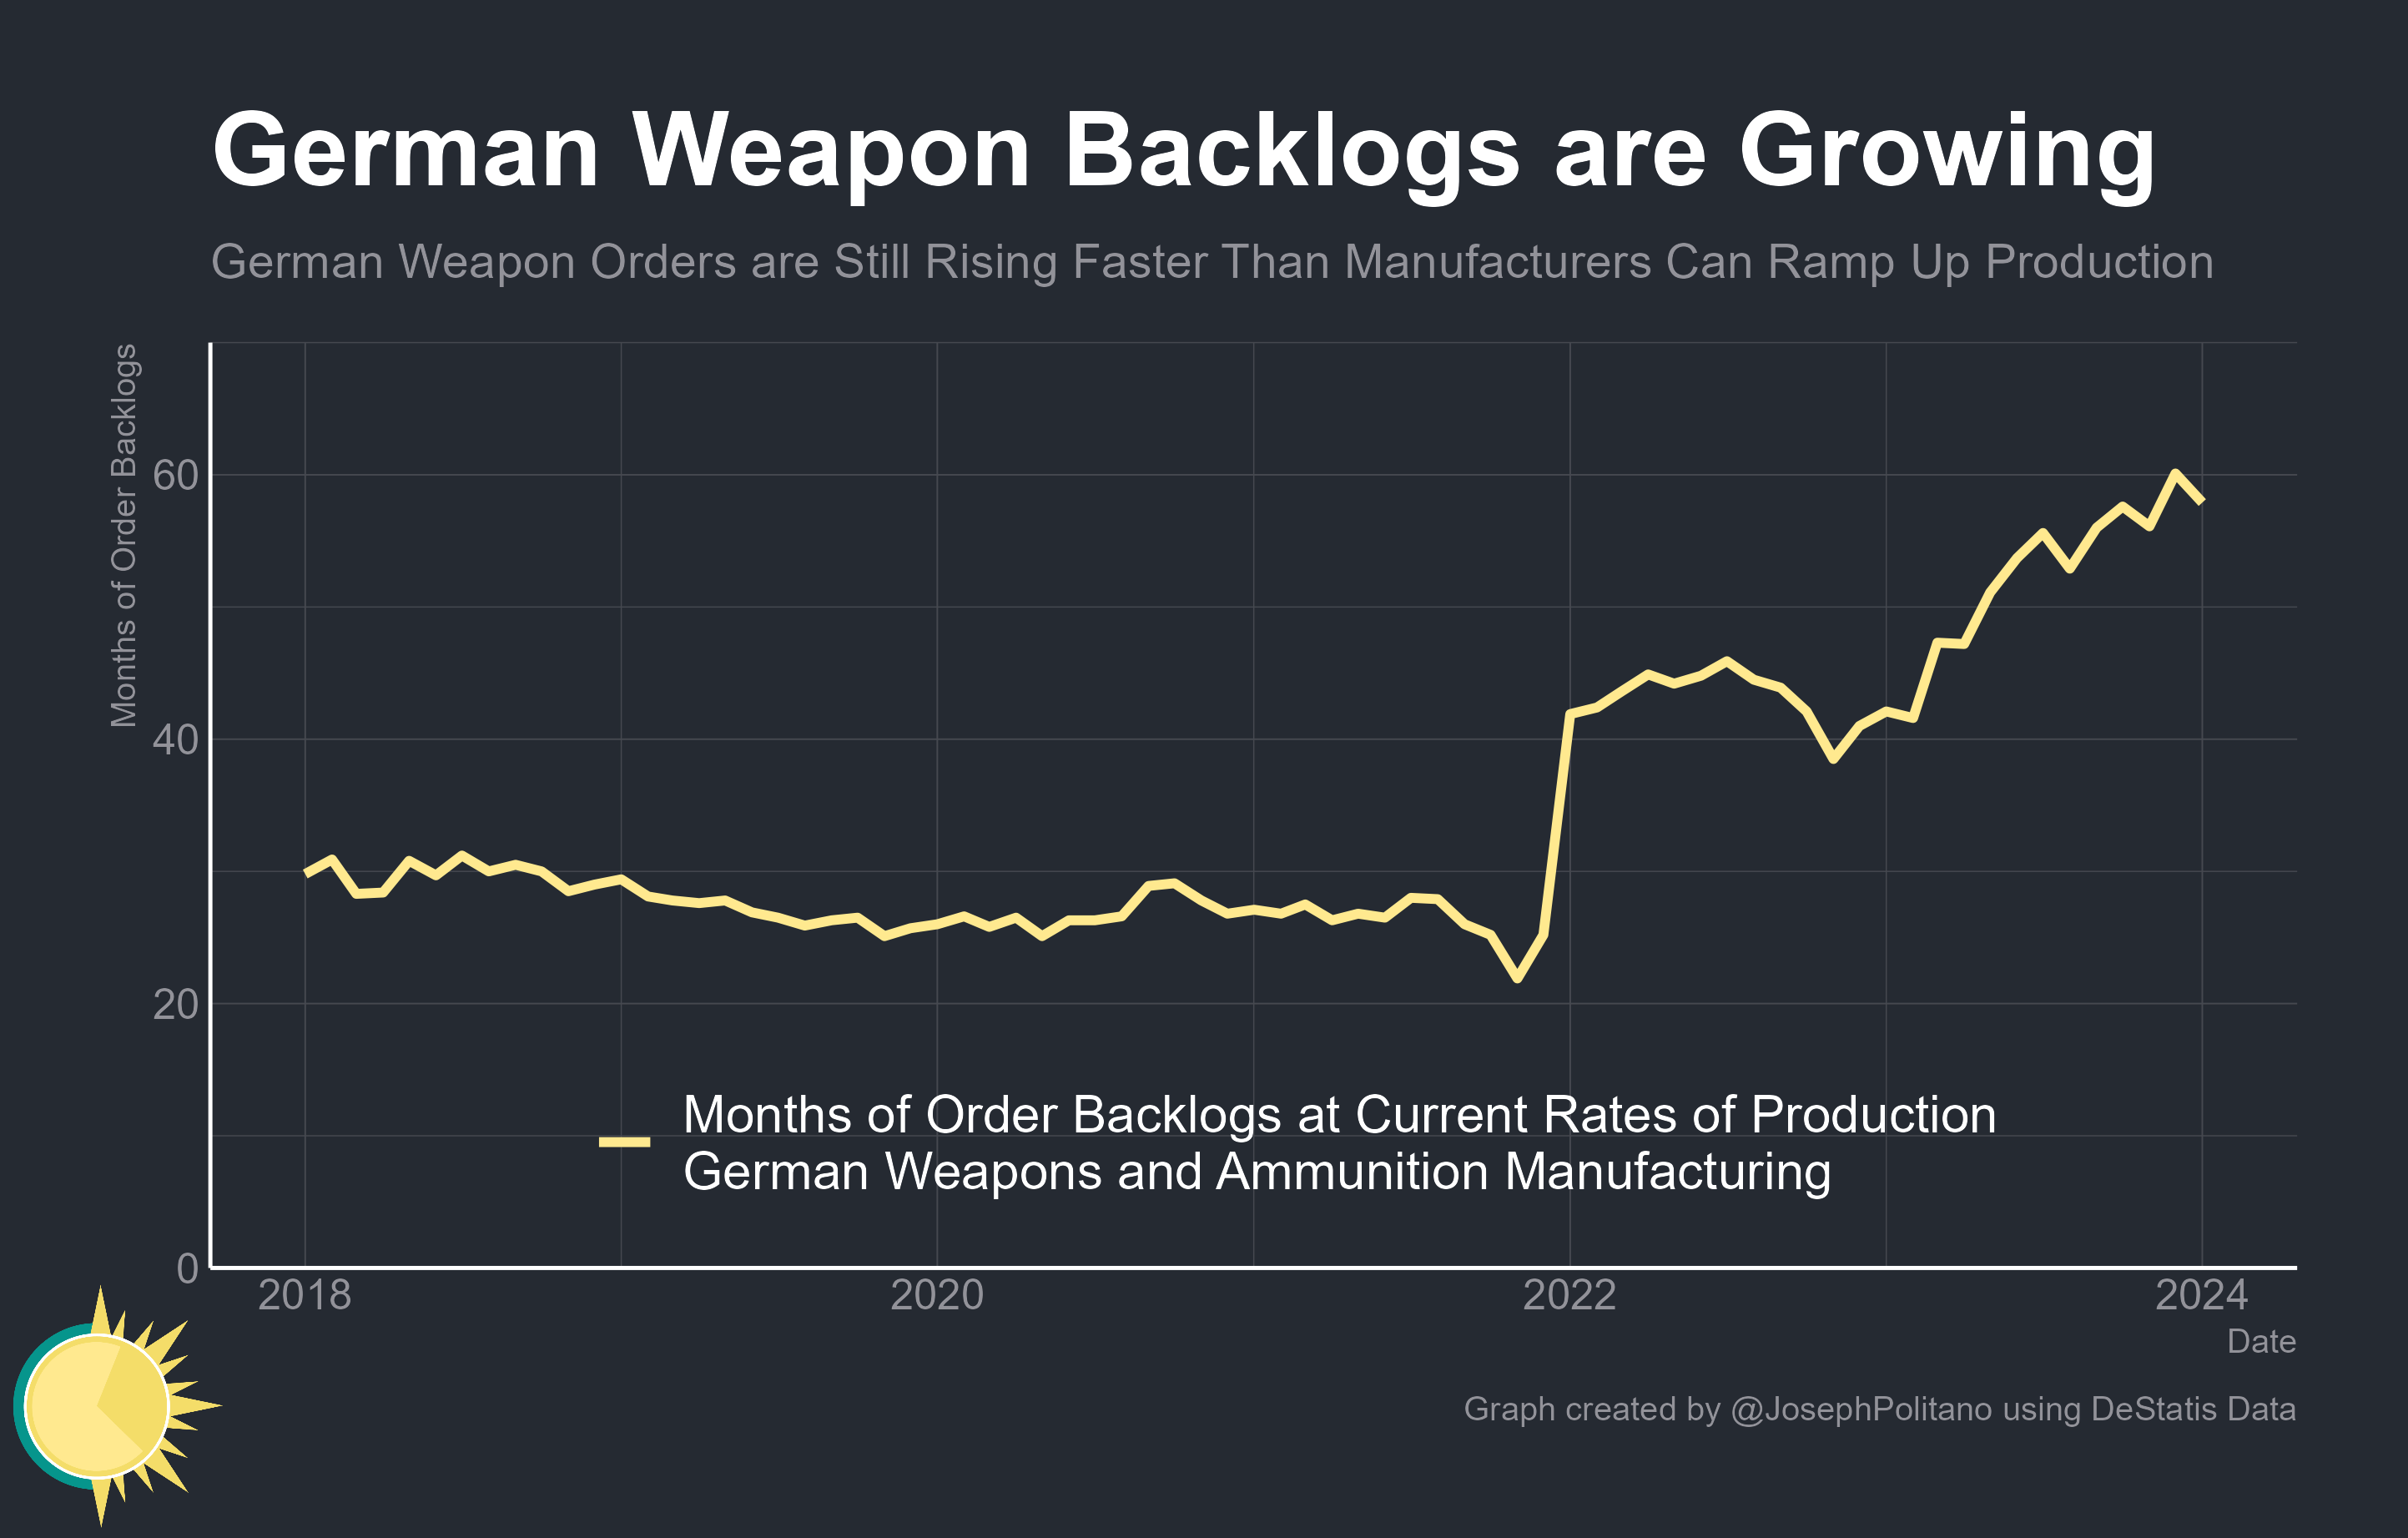 German Weapon Backlogs are Growing
German Weapon Orders are Still Rising Faster Than Manufacturers Can Ramp Up Production
Months of Order Backlogs
60
40
20
0
Months of Order Backlogs at Current Rates of Production
German Weapons and Ammunition Manufacturing
2018
2020
2022
2024
Date
Graph created by @JosephPolitano using DeStatis Data